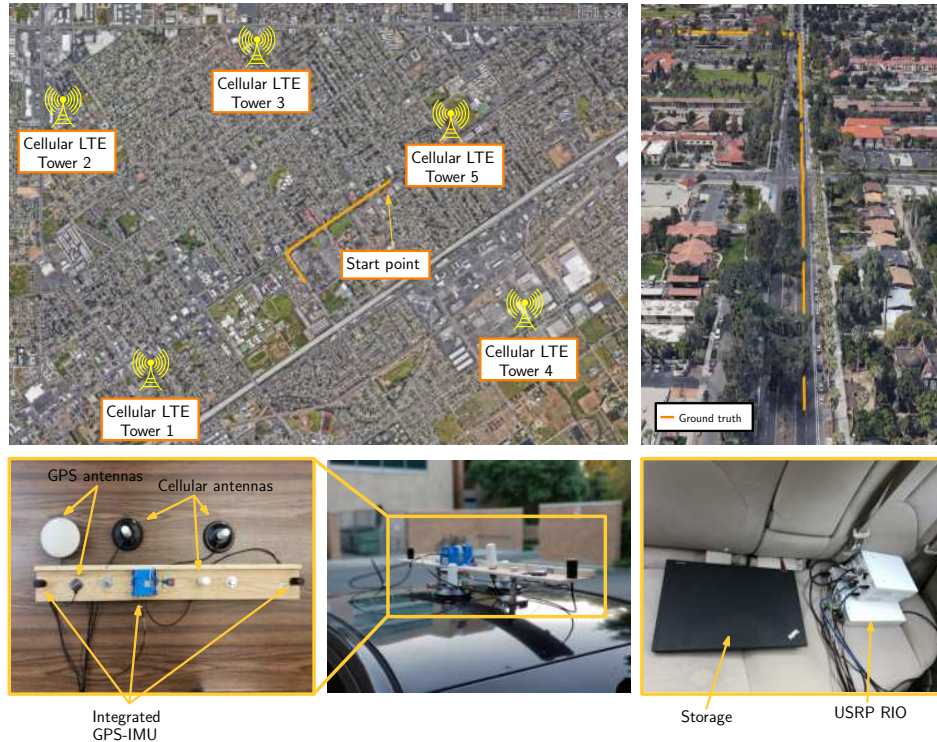 Cellular LTE
Tower 3
Cellular LTE
Tower 2
Cellular LTE
Tower 5
Start point
Cellular LTE
Tower 4
Cellular LTE
Tower 1
Ground truth
GPS antennas
Cellular antennas
Integrated
GPS-IMU
Storage
USRP RIO